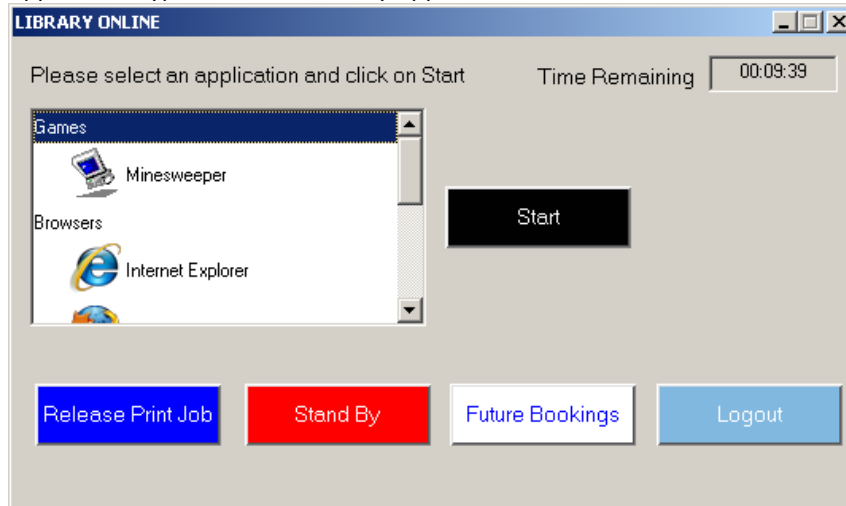 LIBRARY ONLINE
Please select an application and click on Start
Time Remaining
00:09:39
Games
Minesweeper
Browsers
Internet Explorer
Start
Release Print Job
Stand By
Future Bookings
Logout